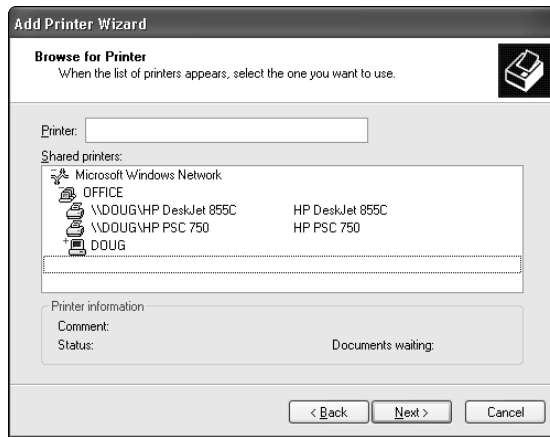 Add Printer Wizard
Browse for Printer
When the list of printers appears, select the one you want to use.
Printer:
Shared printers:
Microsoft Windows Network
OFFICE
\\DOUG\HP DeskJet 855C HP DeskJet 855C
\\DOUG\HP PSC 750 HP PSC 750
DOUG
Printer information
Comment:
Status: Documents waiting:
< Back Next > Cancel